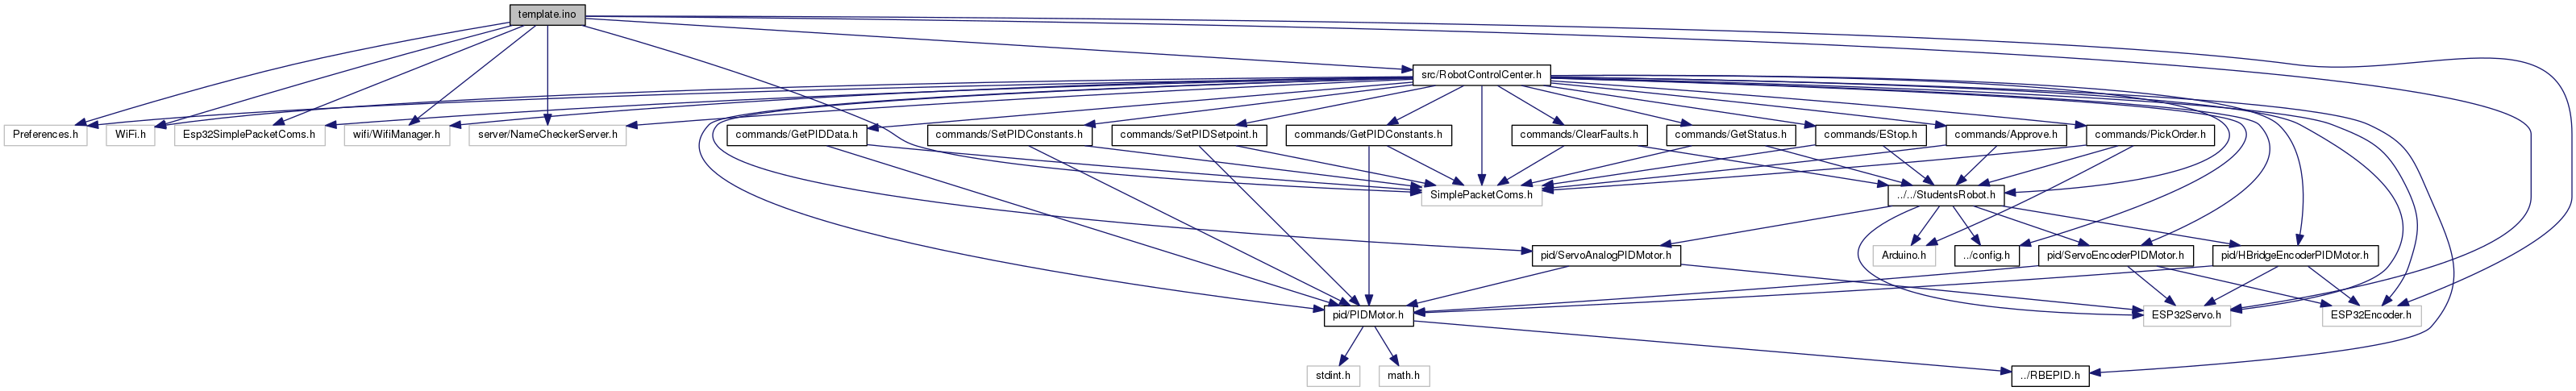 template.ino
src/RobotControlCenter.h
Preferences.h
WiFi.h
Esp32SimplePacketComs.h
wifi/WifiManager.h
server/NameCheckerServer.h
commands/GetPIDData.h
commands/SetPIDConstants.h
commands/SetPIDSetpoint.h
commands/GetPIDConstants.h
commands/ClearFaults.h
commands/GetStatus.h
commands/EStop.h
commands/Approve.h
commands/PickOrder.h
SimplePacketComs.h
../../StudentsRobot.h
pid/ServoAnalogPIDMotor.h
Arduino.h
../config.h
pid/ServoEncoderPIDMotor.h
pid/HBridgeEncoderPIDMotor.h
pid/PIDMotor.h
ESP32Servo.h
ESP32Encoder.h
stdint.h
math.h
../RBEPID.h